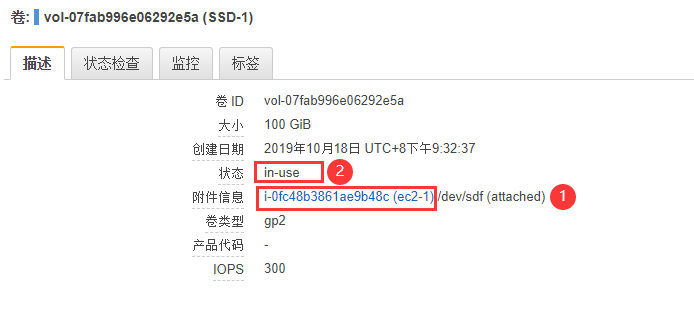 卷: vol-07fab996e06292e5a (SSD-1)
描述 状态检查 监控 标签
卷 ID vol-07fab996e06292e5a
大小 100 GiB
创建日期 2019年10月18日 UTC+8下午9:32:37
状态 in-use 2
附件信息 i-0fc48b3861ae9b48c (ec2-1) /dev/sdf (attached) 1
卷类型 gp2
产品代码 -
IOPS 300